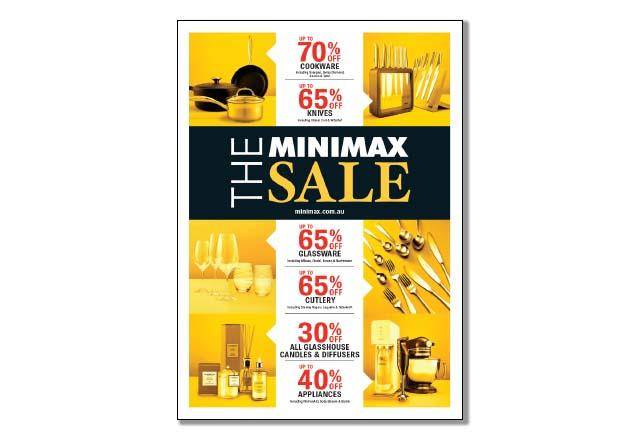 UP TO
70% OFF
COOKWARE
UP TO
65% OFF
KNIVES
THE MINIMAX
SALE
minimax.com.au
UP TO
65% OFF
GLASSWARE
UP TO
65% OFF
CUTLERY
30% OFF
ALL GLASSHOUSE
CANDLES & DIFFUSERS
UP TO
40% OFF
APPLIANCES